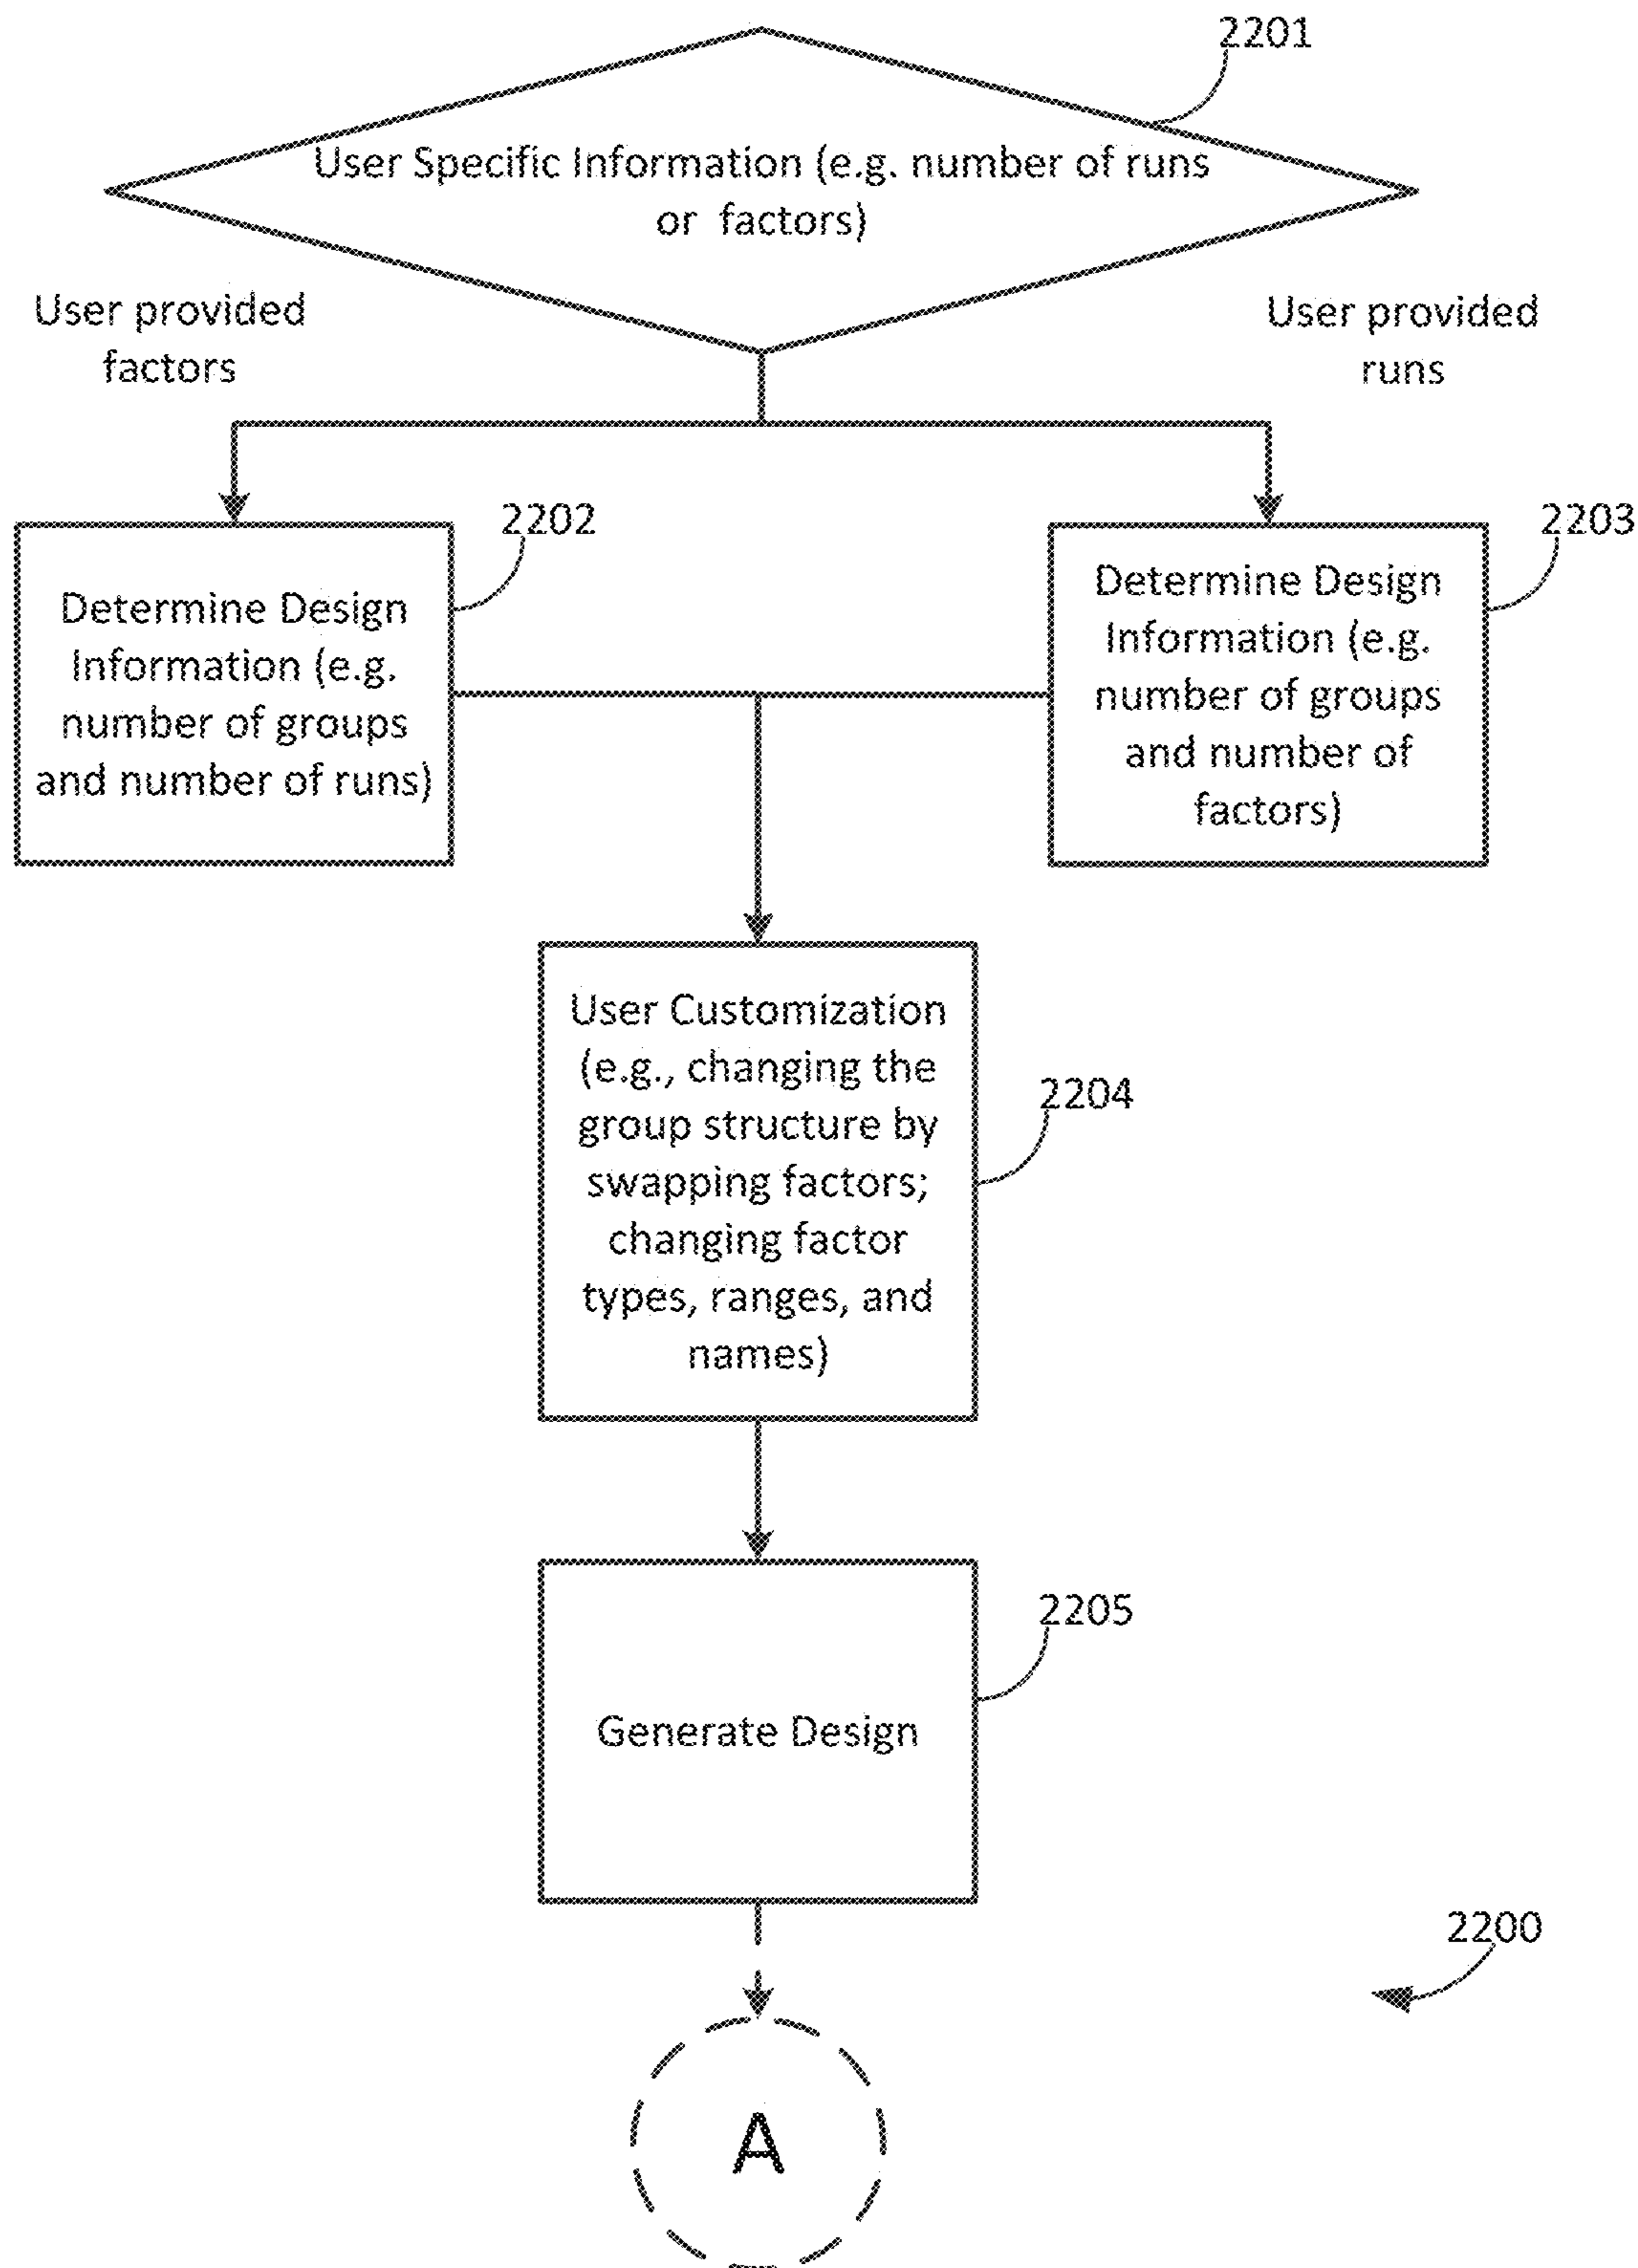 2201
User Specific Information (e.g. number of runs
or factors)
User provided
factors
User provided
runs
2202
Determine Design
Information (e.g.
number of groups
and number of runs)
2203
Determine Design
Information (e.g.
number of groups
and number of
factors)
User Customization
(e.g., changing the
group structure by
swapping factors;
changing factor
types, ranges, and
names)
2204
2205
Generate Design
2200
A